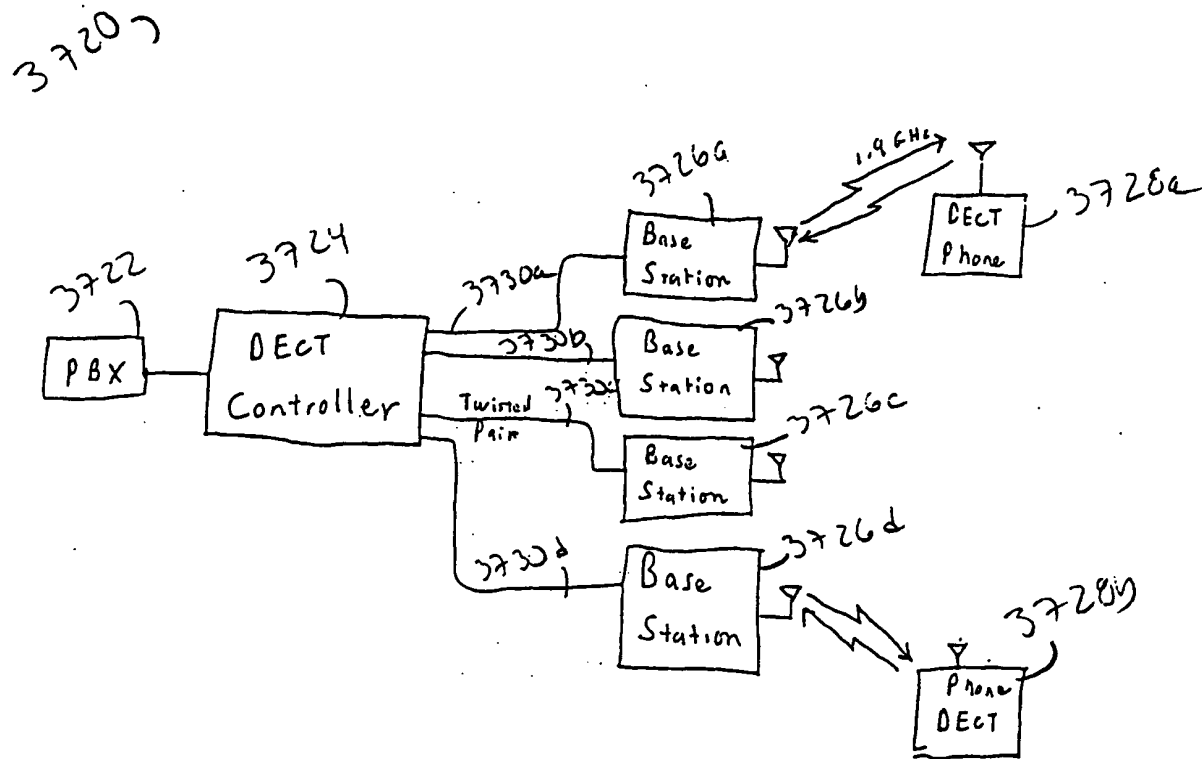 3720
1.9 GHz
3726a
3728a
DECT
Phone
Base
Station
3724
3722
3730a
3726b
DECT
Controller
PBX
3730b
Base
Station
3730c
Twisted
Pair
3726c
Base
Station
3730d
3726d
Base
Station
3728b
Phone
DECT